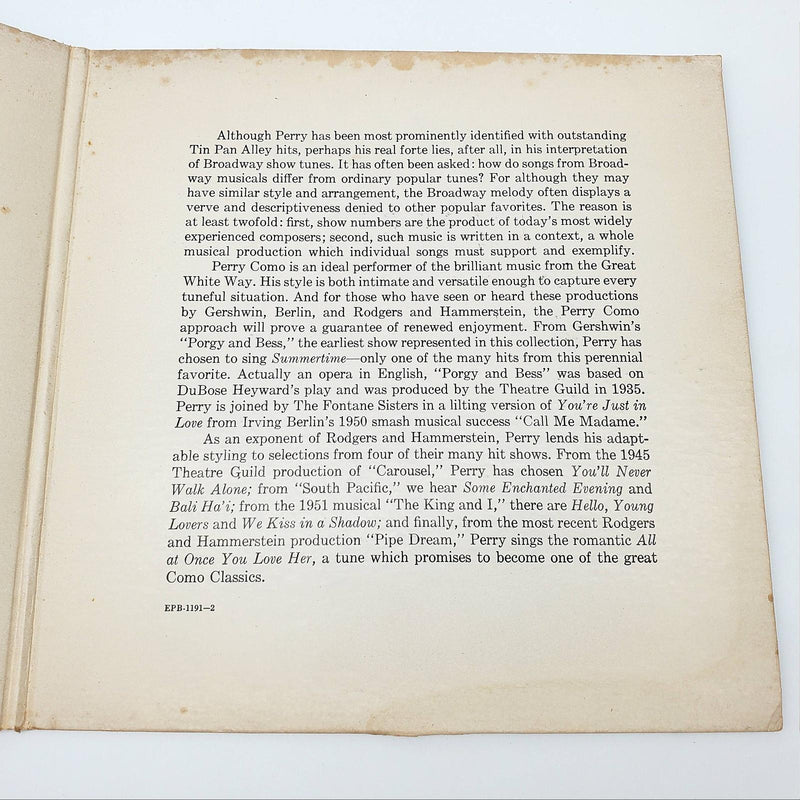 Although Perry has been most prominently identified with outstanding
Tin Pan Alley hits, perhaps his real forte lies, after all, in his interpretation
of Broadway show tunes. It has often been asked: how do songs from Broad-
way musicals differ from ordinary popular tunes? For although they may
have similar style and arrangement, the Broadway melody often displays a
verve and descriptiveness denied to other popular favorites. The reason is
at least twofold: first, show numbers are the product of today's most widely
experienced composers; second, such music is written in a context, a whole
musical production which individual songs must support and exemplify.
Perry Como is an ideal performer of the brilliant music from the Great
White Way. His style is both intimate and versatile enough to capture every
tuneful situation. And for those who have seen or heard these productions
by Gershwin, Berlin, and Rodgers and Hammerstein, the Perry Como
approach will prove a guarantee of renewed enjoyment. From Gershwin's
"Porgy and Bess," the earliest show represented in this collection, Perry has
chosen to sing Summertime—only one of the many hits from this perennial
favorite. Actually an opera in English, "Porgy and Bess" was based on
DuBose Heyward's play and was produced by the Theatre Guild in 1935.
Perry is joined by The Fontane Sisters in a lilting version of You're Just in
Love from Irving Berlin's 1950 smash musical success "Call Me Madame."
As an exponent of Rodgers and Hammerstein, Perry lends his adapt-
able styling to selections from four of their many hit shows. From the 1945
Theatre Guild production of "Carousel," Perry has chosen You'll Never
Walk Alone; from "South Pacific," we hear Some Enchanted Evening and
Bali Ha'i; from the 1951 musical "The King and I," there are Hello, Young
Lovers and We Kiss in a Shadow; and finally, from the most recent Rodgers
and Hammerstein production "Pipe Dream," Perry sings the romantic All
at Once You Love Her, a tune which promises to become one of the great
Como Classics.
EPB-1191—2